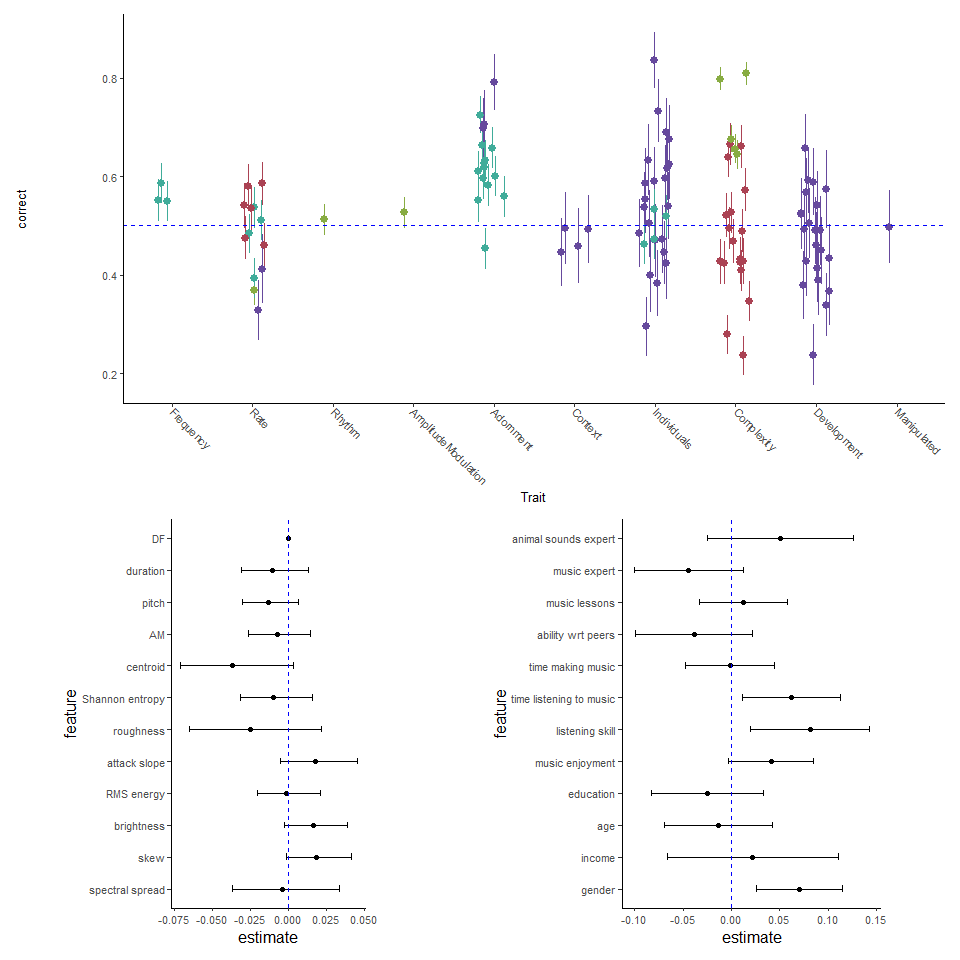 correct
0.8
0.6
0.4
0.2
Frequency
Rate
Rhythm
Amplitude Modulation
Adornment
Context
Individuals
Complexity
Development
Manipulated
Trait
feature
DF
duration
pitch
AM
centroid
Shannon entropy
roughness
attack slope
RMS energy
brightness
skew
spectral spread
-0.075 -0.050 -0.025 0.000 0.025 0.050
estimate
feature
animal sounds expert
music expert
music lessons
ability wrt peers
time making music
time listening to music
listening skill
music enjoyment
education
age
income
gender
-0.10 -0.05 0.00 0.05 0.10 0.15
estimate